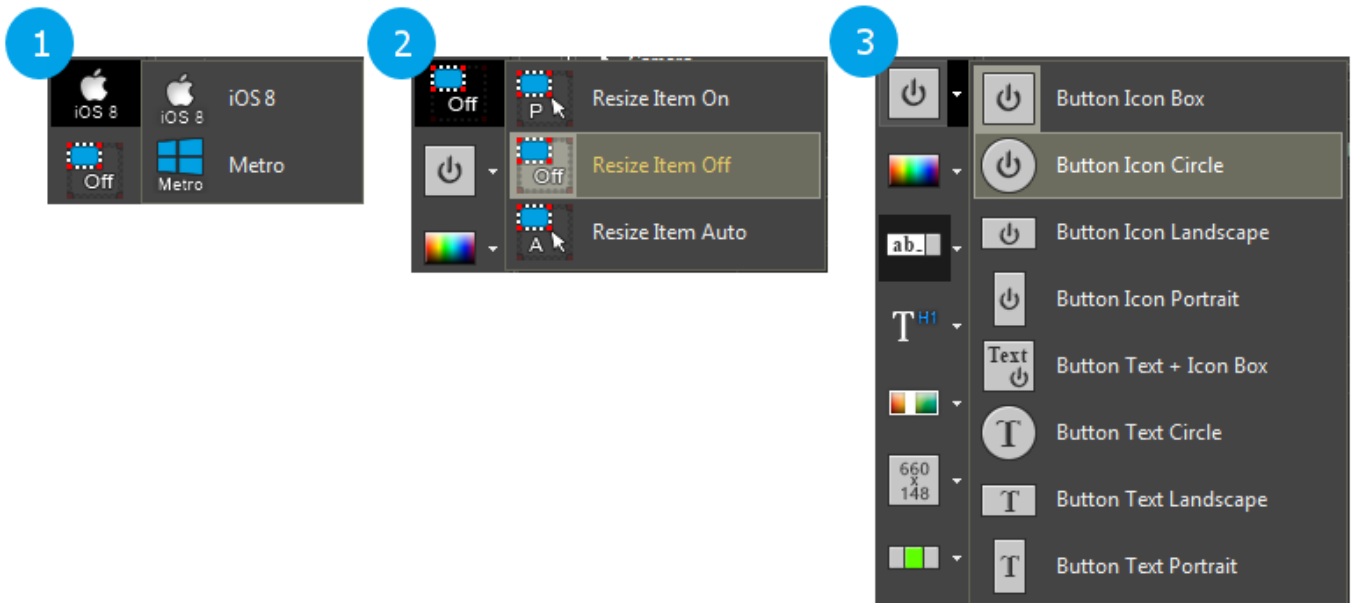 1
iOS 8
iOS 8
iOS 8
Off
Metro
Metro
2
Off
P
Resize Item On
Off
Resize Item Off
A
Resize Item Auto
3
Button Icon Box
Button Icon Circle
ab_
Button Icon Landscape
Button Icon Portrait
T H1
Text
Button Text + Icon Box
T
Button Text Circle
660
x
148
T
Button Text Landscape
T
Button Text Portrait